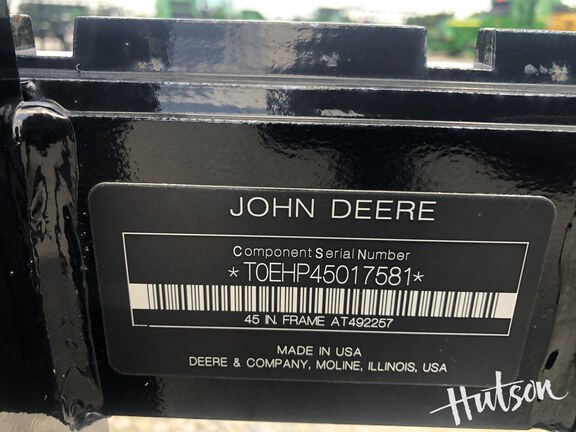 JOHN DEERE
Component Serial Number
*T0EHP45017581*
45 IN. FRAME AT492257
MADE IN USA
DEERE & COMPANY, MOLINE, ILLINOIS, USA
Hutson